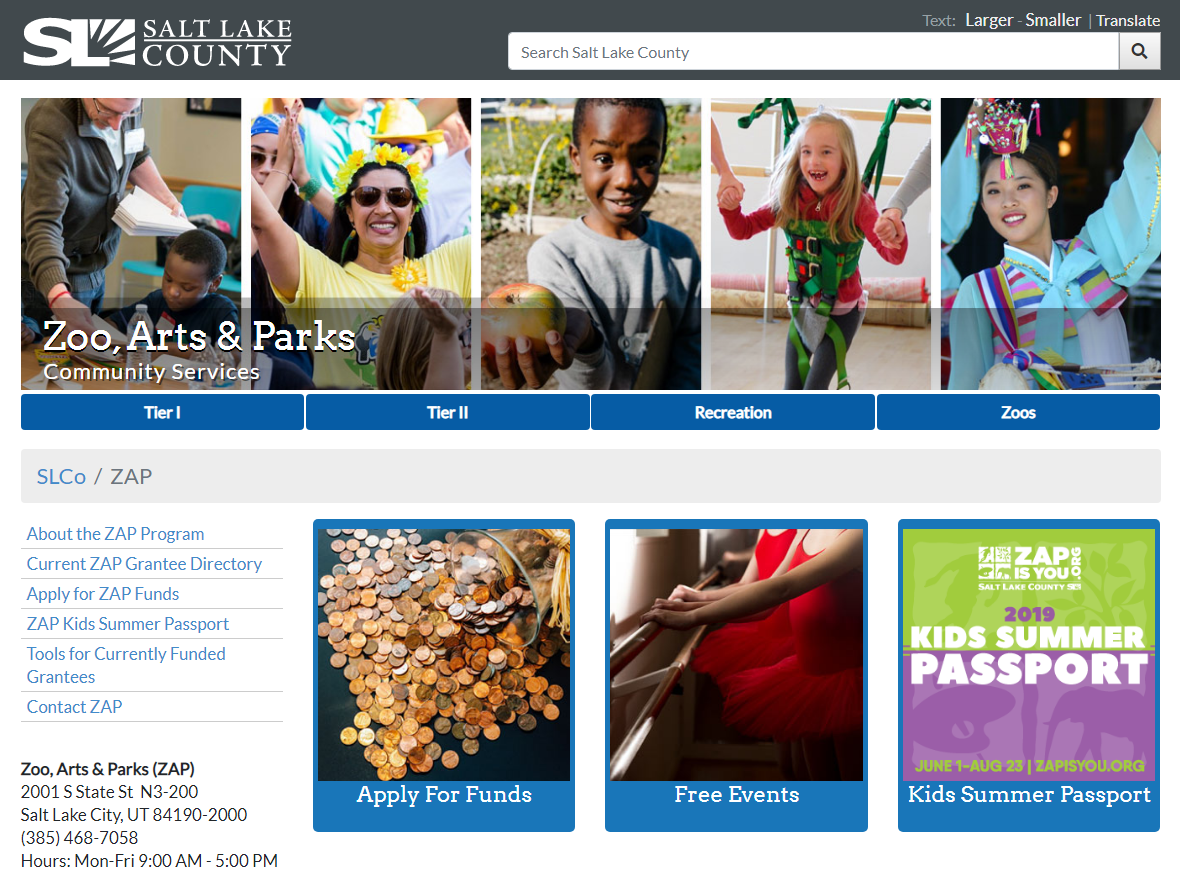 SL SALT LAKE COUNTY
Text: Larger - Smaller | Translate
Search Salt Lake County
Zoo, Arts & Parks
Community Services
Tier I
Tier II
Recreation
Zoos
SLCo / ZAP
About the ZAP Program
Current ZAP Grantee Directory
Apply for ZAP Funds
ZAP Kids Summer Passport
Tools for Currently Funded
Grantees
Contact ZAP
Zoo, Arts & Parks (ZAP)
2001 S State St N3-200
Salt Lake City, UT 84190-2000
(385) 468-7058
Hours: Mon-Fri 9:00 AM - 5:00 PM
Apply For Funds
Free Events
ZAP
IS YOU.ORG
SALT LAKE COUNTY SL
2019
KIDS SUMMER
PASSPORT
JUNE 1-AUG 23 | ZAPISYOU.ORG
Kids Summer Passport